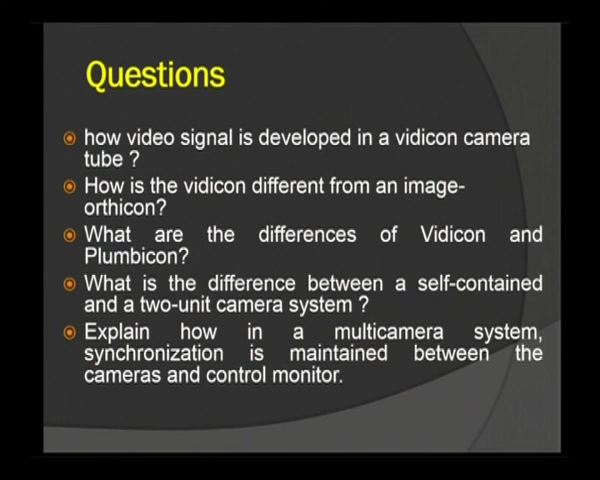 Questions
how video signal is developed in a vidicon camera
tube ?
How is the vidicon different from an image-
orthicon?
What are the differences of Vidicon and
Plumbicon?
What is the difference between a self-contained
and a two-unit camera system ?
Explain how in a multicamera system,
synchronization is maintained between the
cameras and control monitor.